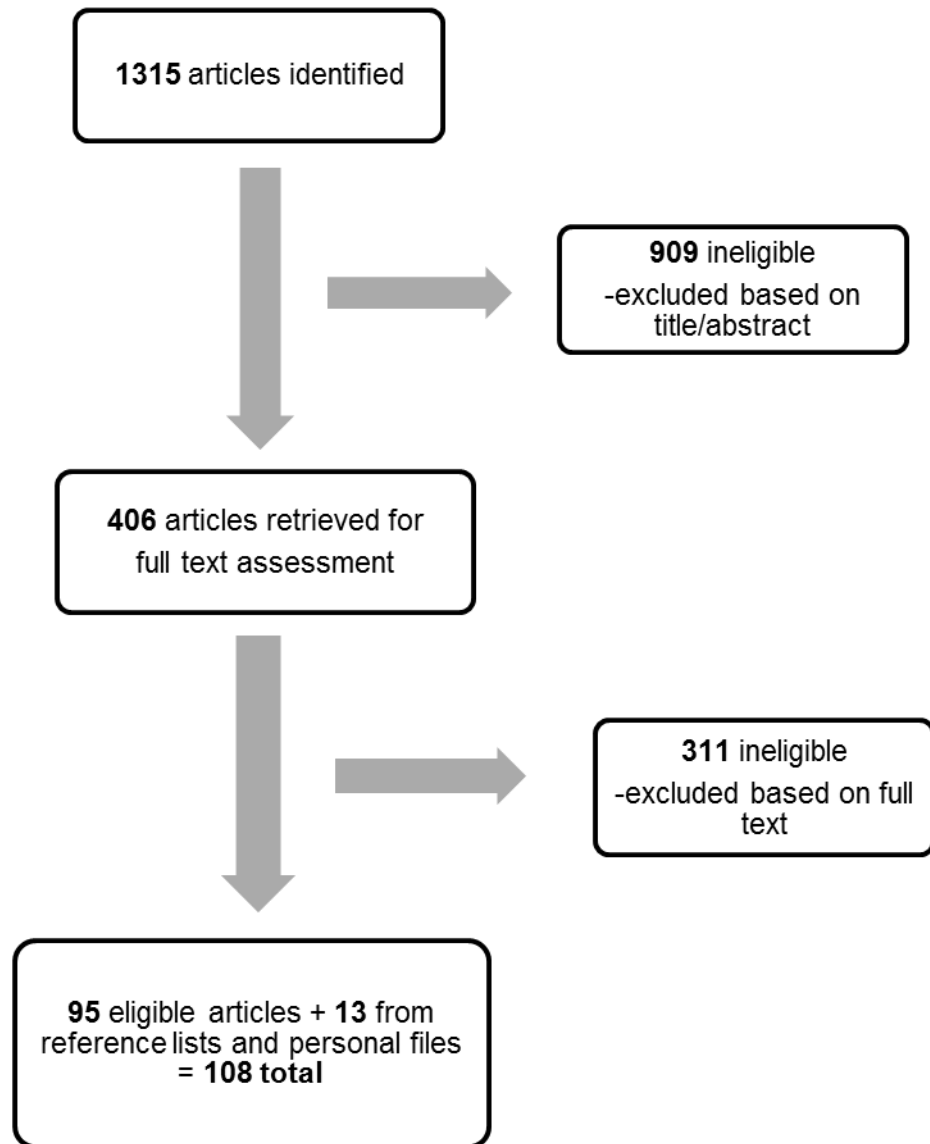 1315 articles identified
909 ineligible
-excluded based on
title/abstract
406 articles retrieved for
full text assessment
311 ineligible
-excluded based on full
text
95 eligible articles + 13 from
reference lists and personal files
= 108 total